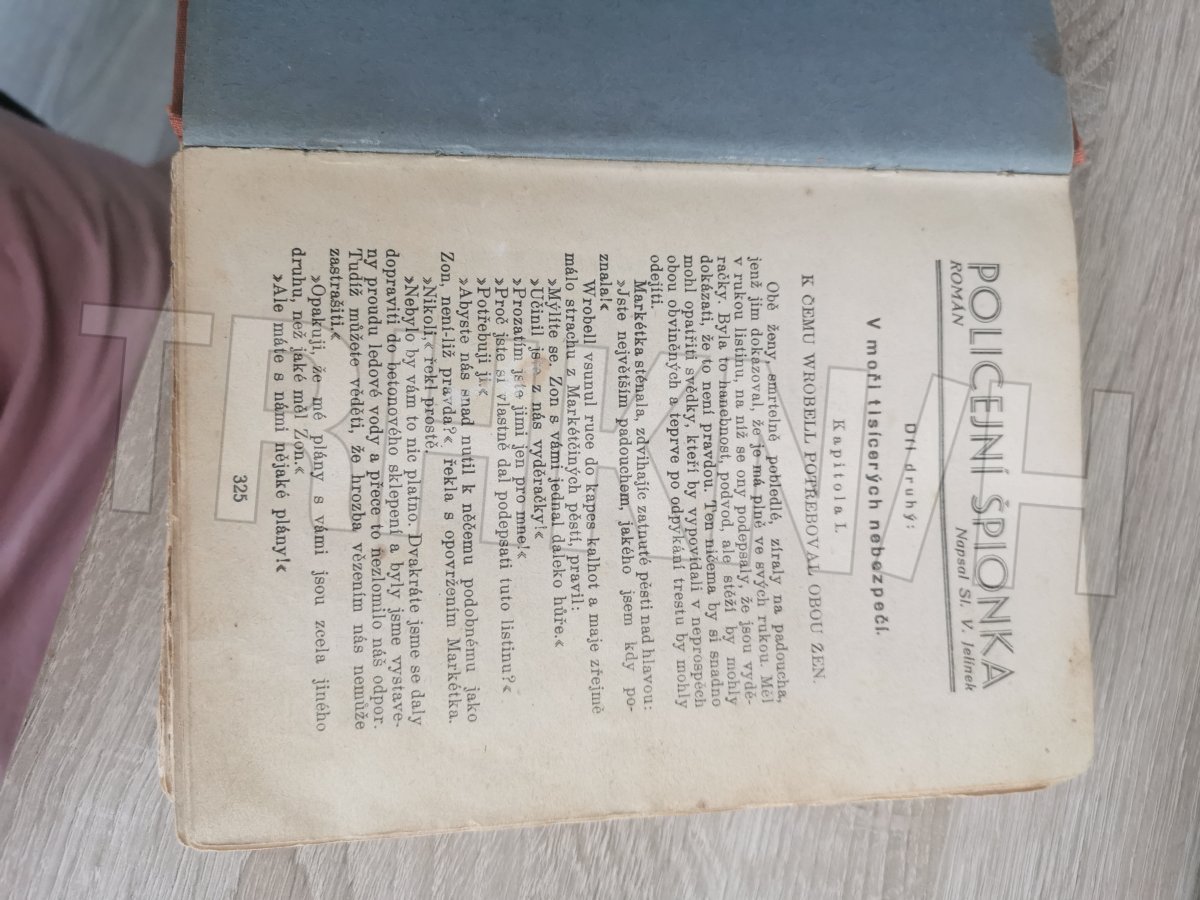 POLICEJNÍ ŠPIONKA
ROMÁN
Napsal Sl. V. Jelínek
Díl druhý:
V moři tisícerých nebezpečí.
Kapitola I.
K ČEMU WROBELL POTŘEBOVAL OBOU ŽEN.
Obě ženy, smrtelně pobledlé, zíraly na padoucha,
jenž jim dokazoval, že je má plně ve svých rukou. Měl
v rukou listinu, na níž se ony podepsaly, že jsou vydě-
račky. Byla to hanebnost, podvod, ale stěží by mohly
dokázati, že to není pravdou. Ten ničema by si snadno
mohl opatřiti svědky, kteří by vypovídali v neprospěch
obou obviněných a teprve po odpykání trestu by mohly
odejíti.
Markétka sténala, zdvihajíc zatnuté pěsti nad hlavou:
»Jste největším padouchem, jakého jsem kdy po-
znala!«
Wrobell vsunul ruce do kapes kalhot a maje zřejmě
málo strachu z Markétčiných pěstí, pravil:
»Mýlíte se. Zon s vámi jednal daleko hůře.«
»Učinil jste z nás vyděračky!«
»Prozatím jste jimi jen pro mne!«
»Proč jste si vlastně dal podepsati tuto listinu?«
»Potřebuji ji.«
»Abyste nás snad nutil k něčemu podobnému jako
Zon, není-liž pravda?«, řekla s opovržením Markétka.
»Nikoli,« řekl prostě.
»Nebylo by vám to nic platno. Dvakráte jsme se daly
dopraviti do betonového sklepení a byly jsme vystave-
ny proudu ledové vody a přece to nezlomilo náš odpor.
Tudíž můžete věděti, že hrozba vězením nás nemůže
zastrašiti.«
»Opakuji, že mé plány s vámi jsou zcela jiného
druhu, než jaké měl Zon.«
»Ale máte s námi nějaké plány!«
325
TREKNM